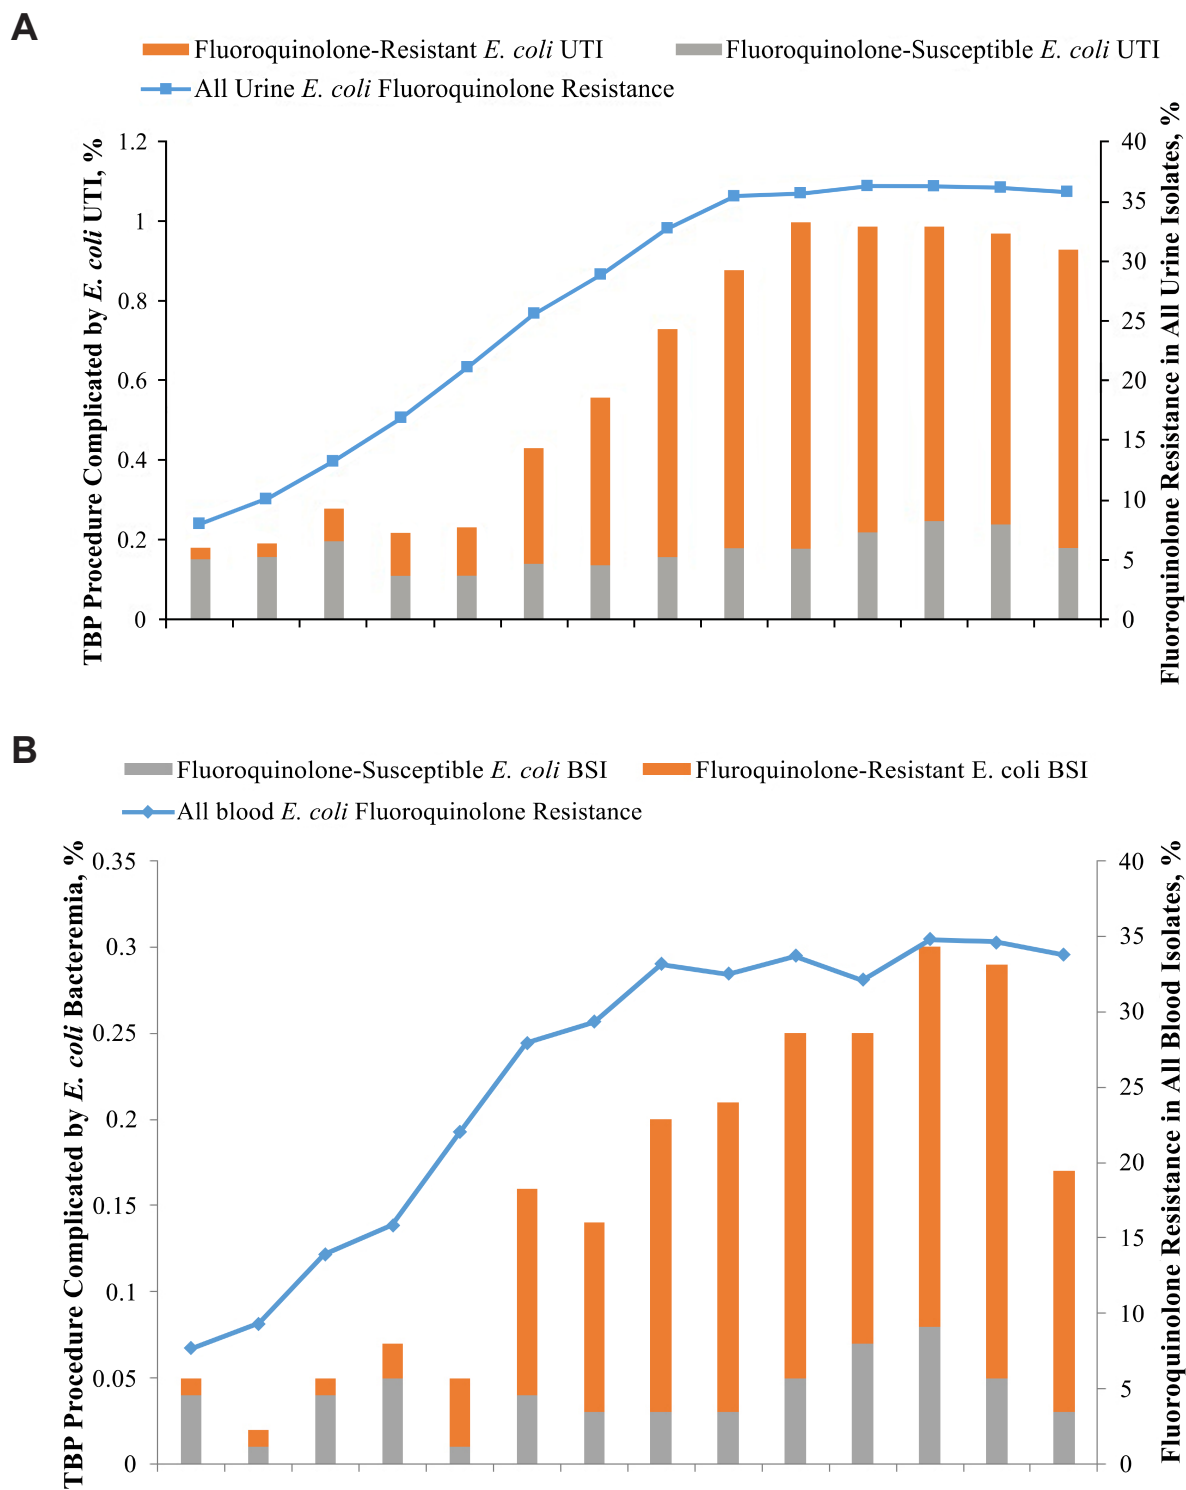 A
Fluoroquinolone-Resistant E. coli UTI
Fluoroquinolone-Susceptible E. coli UTI
All Urine E. coli Fluoroquinolone Resistance
TBP Procedure Complicated by E. coli UTI, %
1.2
1
0.8
0.6
0.4
0.2
0
40
35
30
25
20
15
10
5
0
Fluoroquinolone Resistance in All Urine Isolates, %
B
Fluoroquinolone-Susceptible E. coli BSI
Fluroquinolone-Resistant E. coli BSI
All blood E. coli Fluoroquinolone Resistance
TBP Procedure Complicated by E. coli Bacteremia, %
0.35
0.3
0.25
0.2
0.15
0.1
0.05
0
40
35
30
25
20
15
10
5
0
Fluoroquinolone Resistance in All Blood Isolates, %